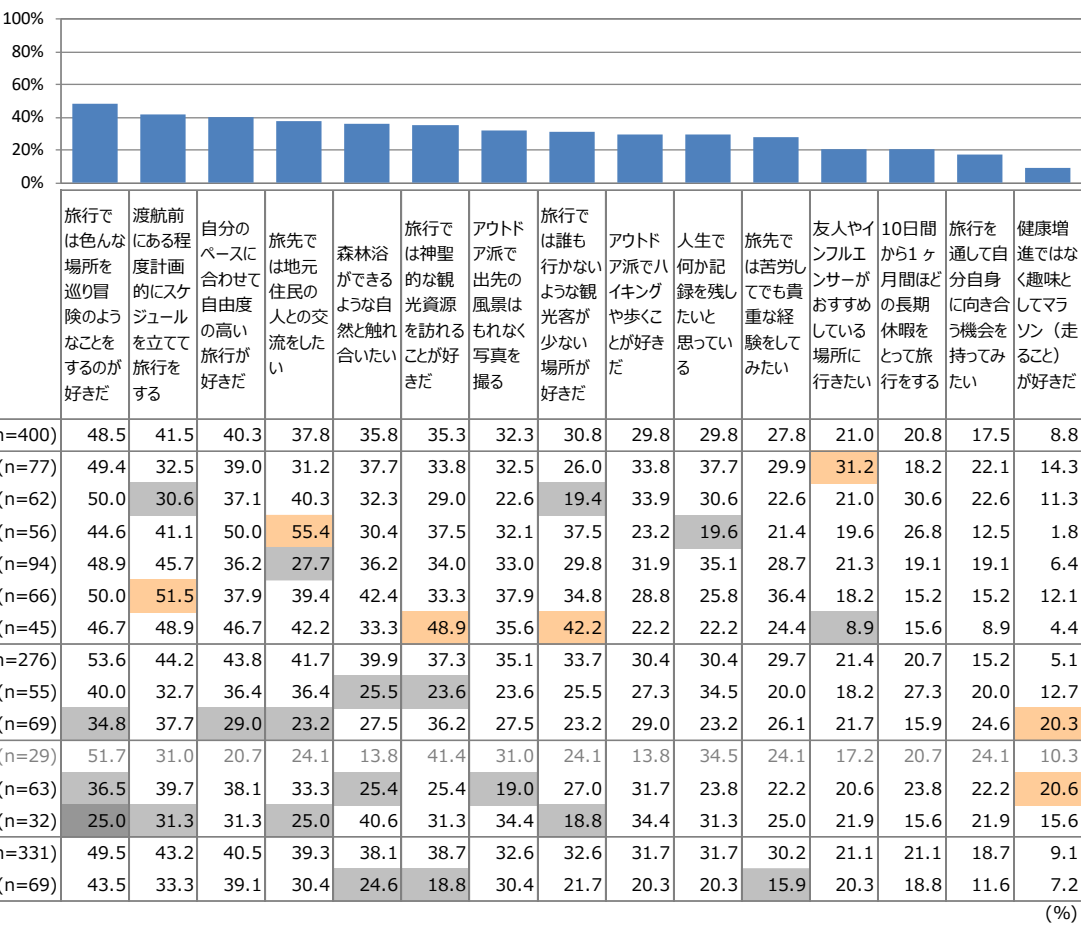 100%
80%
60%
40%
20%
0%
旅行で
は色んな
場所を
巡り冒
険のよう
なことを
するのが
好きだ
渡航前
にある程
度計画
的にスケ
ジュール
を立てて
旅行を
する
自分の
ペースに
合わせて
自由度
の高い
旅行が
好きだ
旅先で
は地元
住民の
人との交
流をした
い
森林浴
ができる
ような自
然と触れ
合いたい
旅行で
は神聖
的な観
光資源
を訪れる
ことが好
きだ
アウトド
ア派で
出先の
風景は
もれなく
写真を
撮る
旅行で
は誰も
行かない
ような観
光客が
少ない
場所が
好きだ
アウトド
ア派でハ
イキング
や歩くこ
とが好き
だ
人生で
何か記
録を残し
たいと
思ってい
る
旅先で
は苦労し
てでも貴
重な経
験をして
みたい
友人やイ
ンフルエ
ンサーが
おすすめ
している
場所に
行きたい
10日間
から1ヶ
月間ほど
の長期
休暇を
とって旅
行をする
旅行を
通して自
分自身
に向き合
う機会を
持ってみ
たい
健康増
進ではな
く趣味と
してマラ
ソン（走
ること）
が好きだ
n=400) 48.5 41.5 40.3 37.8 35.8 35.3 32.3 30.8 29.8 29.8 27.8 21.0 20.8 17.5 8.8
(n=77) 49.4 32.5 39.0 31.2 37.7 33.8 32.5 26.0 33.8 37.7 29.9 31.2 18.2 22.1 14.3
(n=62) 50.0 30.6 37.1 40.3 32.3 29.0 22.6 19.4 33.9 30.6 22.6 21.0 30.6 22.6 11.3
(n=56) 44.6 41.1 50.0 55.4 30.4 37.5 32.1 37.5 23.2 19.6 21.4 19.6 26.8 12.5 1.8
(n=94) 48.9 45.7 36.2 27.7 36.2 34.0 33.0 29.8 31.9 35.1 28.7 21.3 19.1 19.1 6.4
(n=66) 50.0 51.5 37.9 39.4 42.4 33.3 37.9 34.8 28.8 25.8 36.4 18.2 15.2 15.2 12.1
(n=45) 46.7 48.9 46.7 42.2 33.3 48.9 35.6 42.2 22.2 22.2 24.4 8.9 15.6 8.9 4.4
n=276) 53.6 44.2 43.8 41.7 39.9 37.3 35.1 33.7 30.4 30.4 29.7 21.4 20.7 15.2 5.1
(n=55) 40.0 32.7 36.4 36.4 25.5 23.6 23.6 25.5 27.3 34.5 20.0 18.2 27.3 20.0 12.7
(n=69) 34.8 37.7 29.0 23.2 27.5 36.2 27.5 23.2 29.0 23.2 26.1 21.7 15.9 24.6 20.3
(n=29) 51.7 31.0 20.7 24.1 13.8 41.4 31.0 24.1 13.8 34.5 24.1 17.2 20.7 24.1 10.3
(n=63) 36.5 39.7 38.1 33.3 25.4 25.4 19.0 27.0 31.7 23.8 22.2 20.6 23.8 22.2 20.6
(n=32) 25.0 31.3 31.3 25.0 40.6 31.3 34.4 18.8 34.4 31.3 25.0 21.9 15.6 21.9 15.6
n=331) 49.5 43.2 40.5 39.3 38.1 38.7 32.6 32.6 31.7 31.7 30.2 21.1 21.1 18.7 9.1
(n=69) 43.5 33.3 39.1 30.4 24.6 18.8 30.4 21.7 20.3 20.3 15.9 20.3 18.8 11.6 7.2
(%)